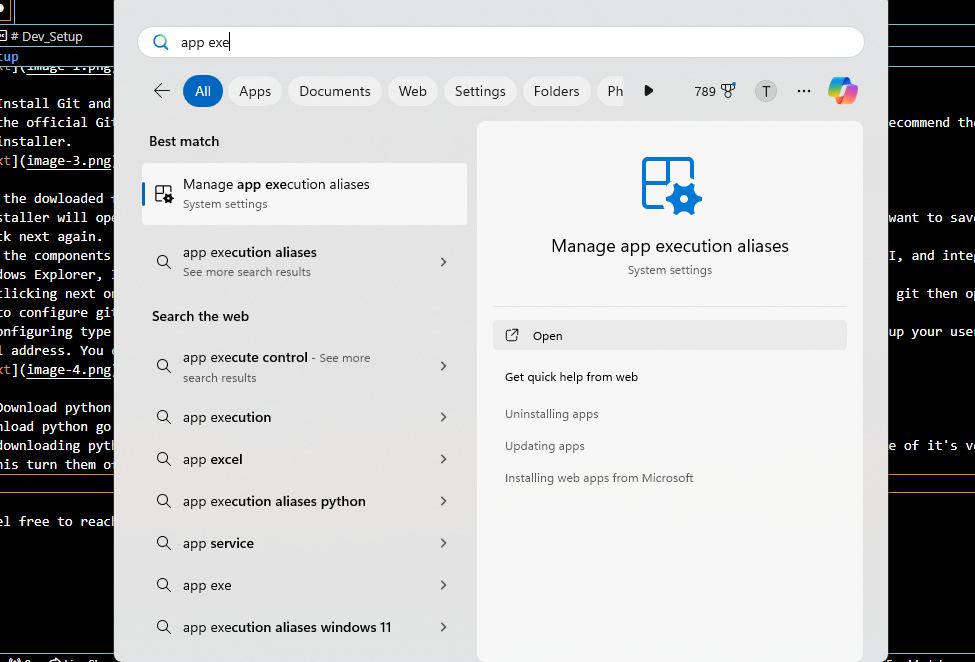 # Dev_Setup
app exe
All
Apps
Documents
Web
Settings
Folders
Ph
789
T
Best match
Manage app execution aliases
System settings
app execution aliases
See more search results
Search the web
app execute control - See more
search results
app execution
app excel
app execution aliases python
app service
app exe
app execution aliases windows 11
Manage app execution aliases
System settings
Open
Get quick help from web
Uninstalling apps
Updating apps
Installing web apps from Microsoft
tup
xt](image-1.png)
Install Git and
the official Git
ecommend the
installer.
xt](image-3.png)
the dowloaded
staller will ope
want to save
ck next again.
the components
I, and integ
dows Explorer,
clicking next on
git then op
to configure git
onfiguring type
up your user
l address. You
xt](image-4.png)
Download python
nload python go
downloading pyth
e of it's ve
his turn them of
el free to reach